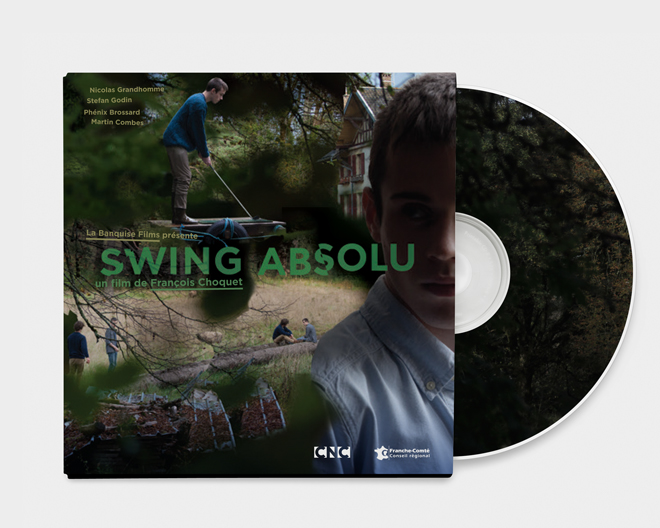 Nicolas Grandhomme
Stefan Godin
Phénix Brossard
Martin Combes
La Banquise Films présente
SWING ABSOLU
un film de François Choquet
CNC
Franche-Comté
Conseil régional